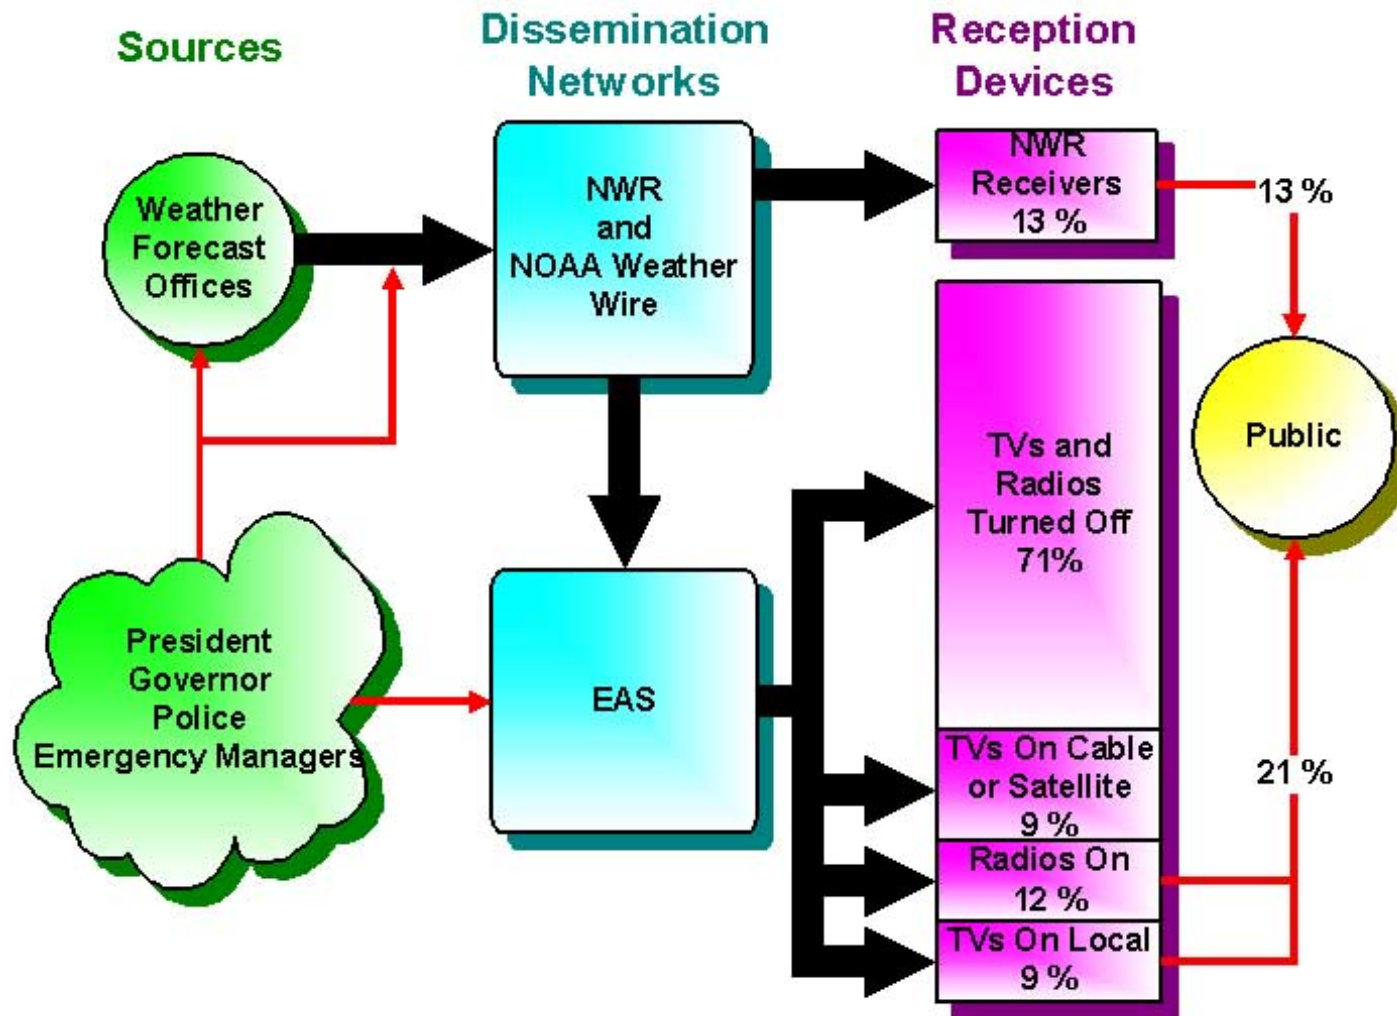 Sources
Dissemination
Networks
Reception
Devices
Weather
Forecast
Offices
NWR
and
NOAA Weather
Wire
NWR
Receivers
13 %
13 %
TVs and
Radios
Turned Off
71%
Public
President
Governor
Police
Emergency Managers
EAS
TVs On Cable
or Satellite
9 %
21 %
Radios On
12 %
TVs On Local
9 %